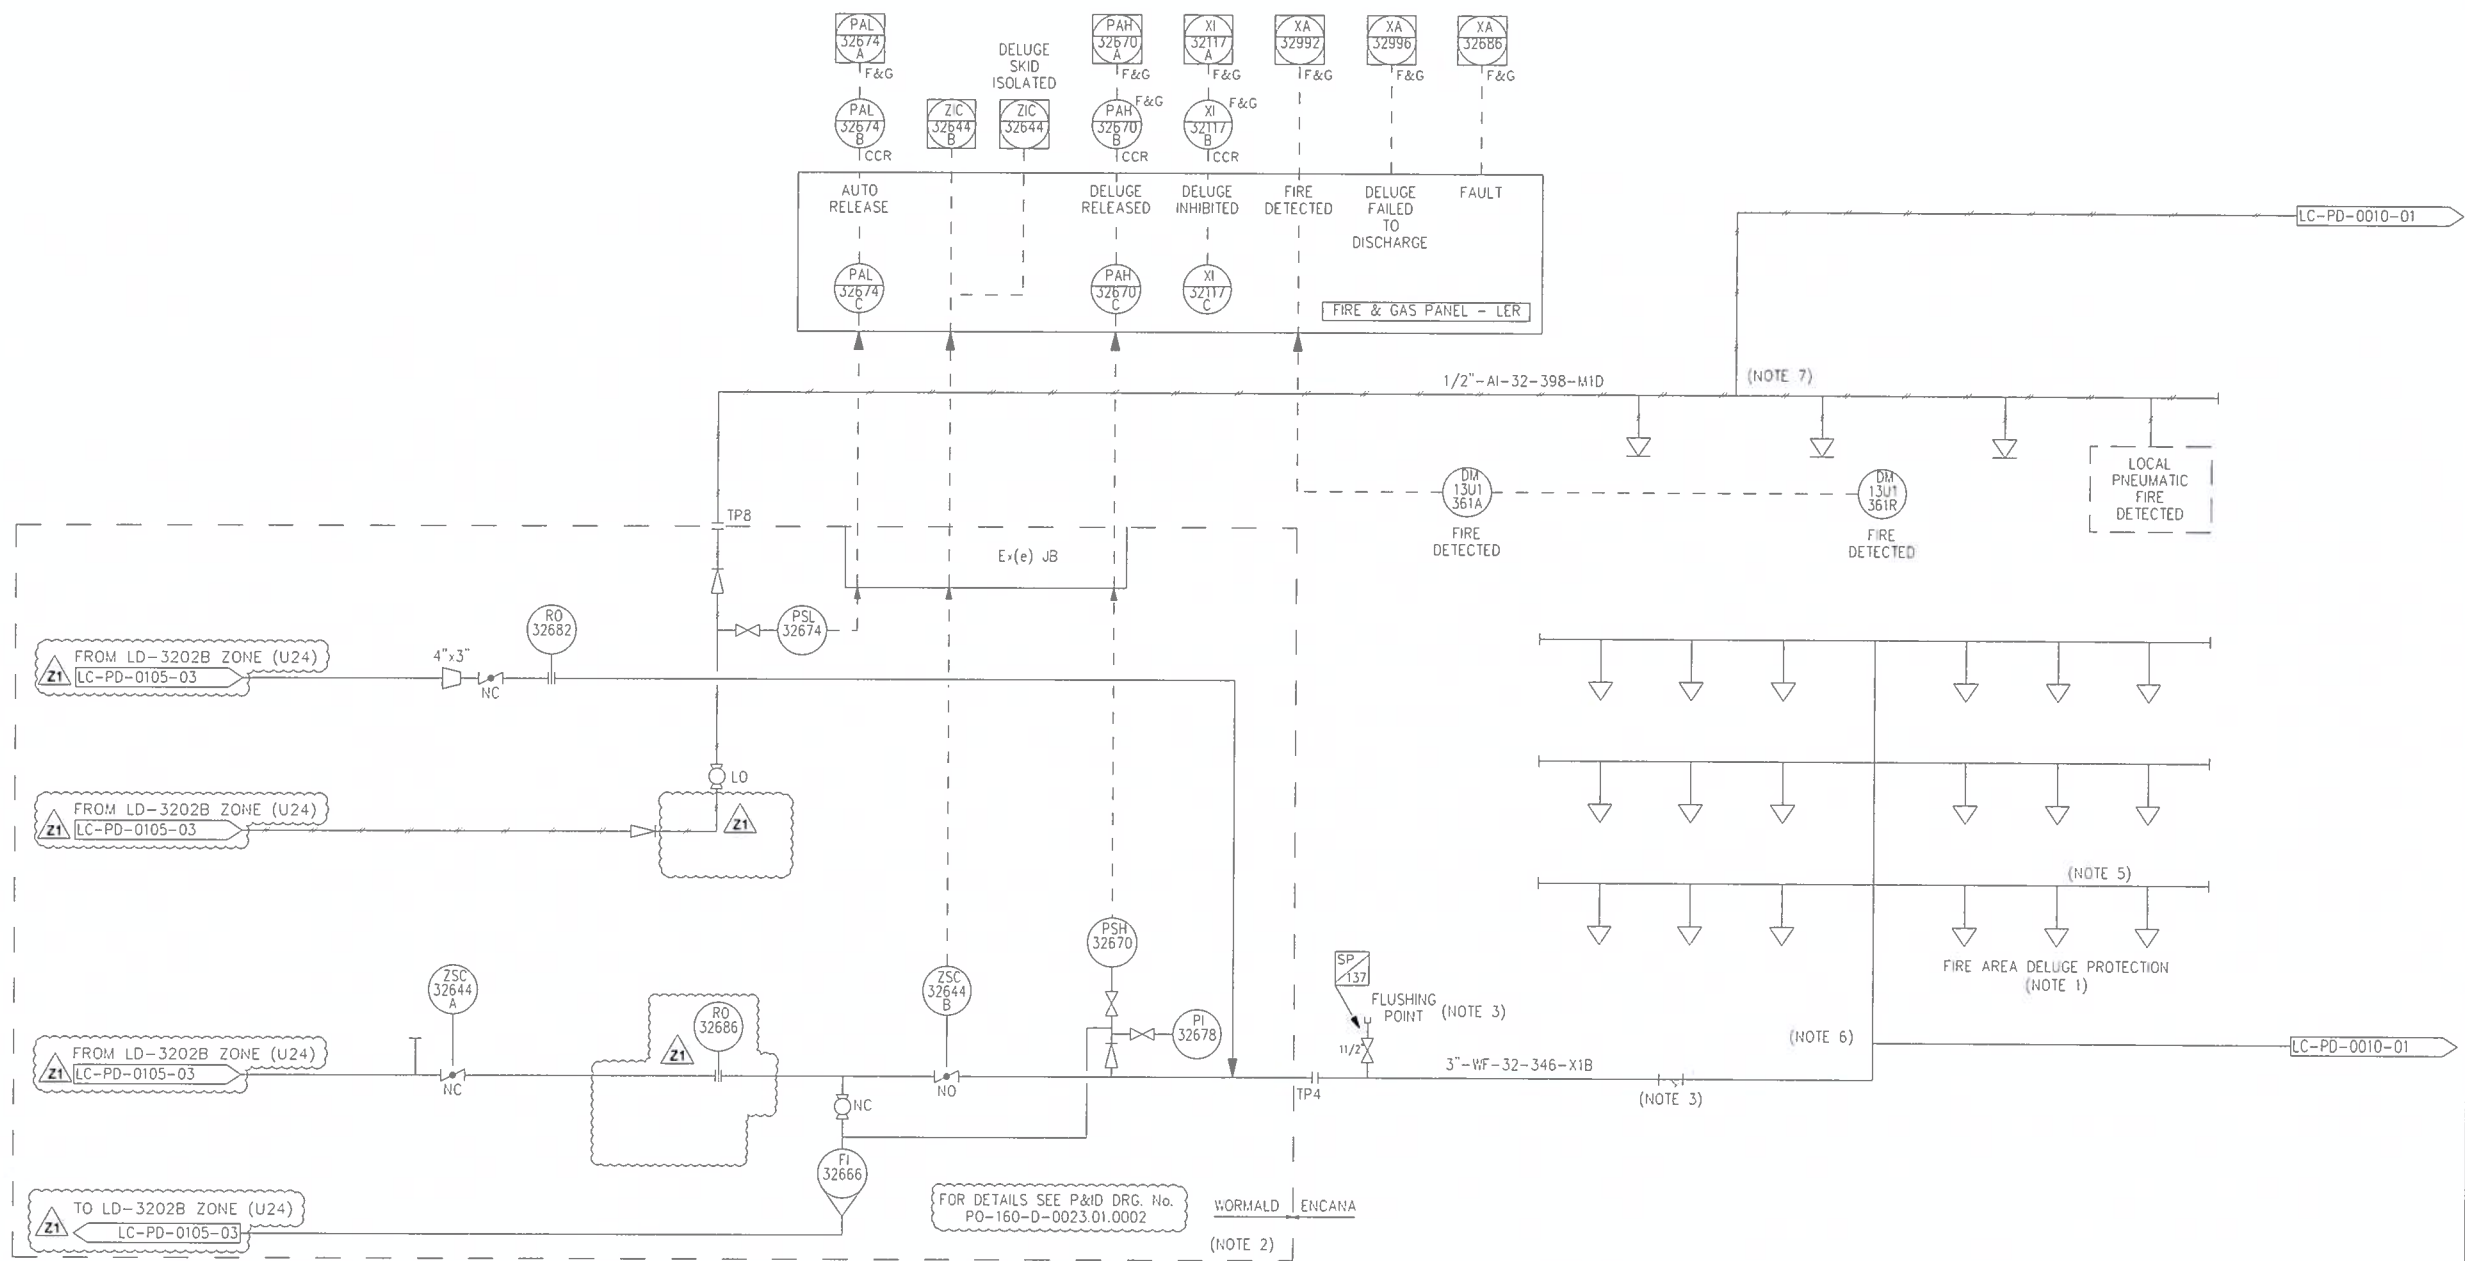 PAL
32674
A
F&G
PAL
32674
B
CCR
DELUGE
SKID
ISOLATED
ZIC
32644
B
ZIC
32644
PAH
32670
A
F&G
PAH
32670
B
F&G
CCR
XI
32117
A
F&G
XI
32117
B
F&G
CCR
XA
32992
F&G
XA
32996
F&G
XA
32686
F&G
AUTO
RELEASE
DELUGE
RELEASED
DELUGE
INHIBITED
FIRE
DETECTED
DELUGE
FAILED
TO
DISCHARGE
FAULT
PAL
32674
C
PAH
32670
C
XI
32117
C
FIRE & GAS PANEL - LER
LC-PD-0010-01
1/2"-AI-32-398-M1D
(NOTE 7)
DM
13U1
361A
FIRE
DETECTED
DM
13U1
361R
FIRE
DETECTED
LOCAL
PNEUMATIC
FIRE
DETECTED
TP8
Ex(e) JB
RO
32682
PSL
32674
FROM LD-3202B ZONE (U24)
Z1
LC-PD-0105-03
4"x3"
NC
LO
FROM LD-3202B ZONE (U24)
Z1
LC-PD-0105-03
Z1
(NOTE 5)
FIRE AREA DELUGE PROTECTION
(NOTE 1)
PSH
32670
ZSC
32644
A
ZSC
32644
B
RO
32686
Z1
PI
32678
SP
137
FLUSHING
POINT
(NOTE 3)
11/2"
(NOTE 6)
LC-PD-0010-01
FROM LD-3202B ZONE (U24)
Z1
LC-PD-0105-03
NC
NO
NC
TP4
3"-WF-32-346-X1B
(NOTE 3)
FI
32666
TO LD-3202B ZONE (U24)
Z1
LC-PD-0105-03
FOR DETAILS SEE P&ID DRG. No.
PO-160-D-0023.01.0002
WORMALD
ENCANA
(NOTE 2)